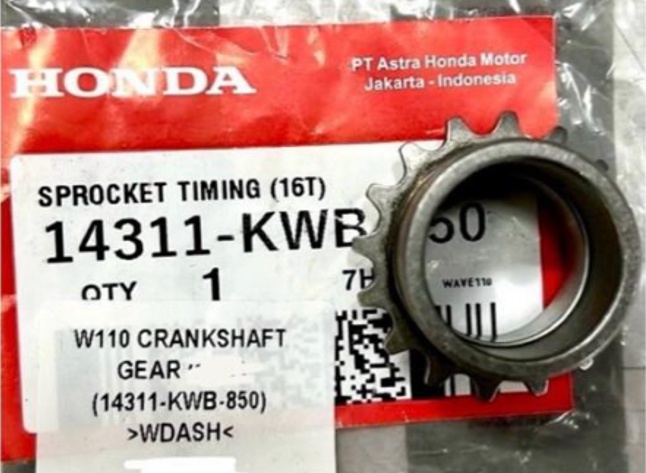 HONDA
PT Astra Honda Motor
Jakarta - Indonesia
SPROCKET TIMING (16T)
14311-KWB 50
QTY 1 7H
WAVE110
W110 CRANKSHAFT
GEAR
(14311-KWB-850)
>WDASH<